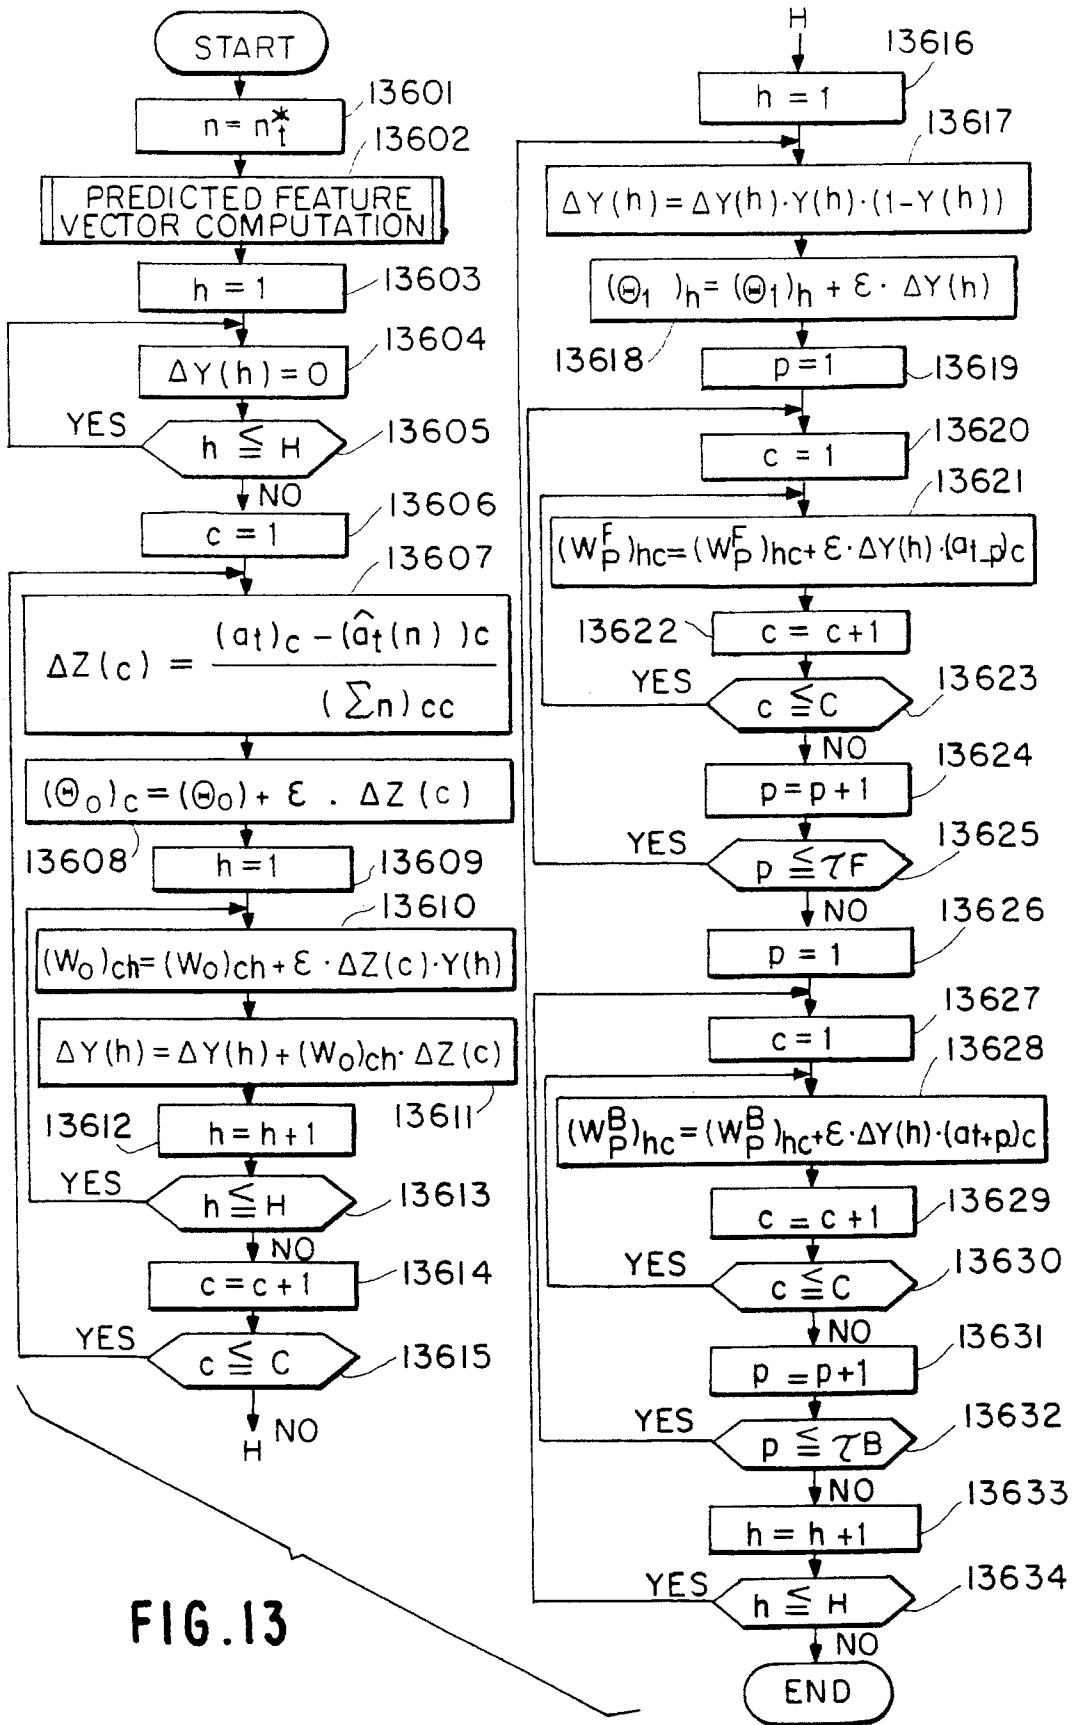 START
13601
n = n*t
13602
PREDICTED FEATURE
VECTOR COMPUTATION
h = 1
13603
13604
ΔY(h) = 0
YES
h ≦ H
13605
NO
13606
c = 1
13607
ΔZ(c) = (at)c − (ât(n) )c
(Σn)cc
(Θ0)c = (Θ0) + ε . ΔZ(c)
13608
h = 1
13609
13610
(W0)ch = (W0)ch + ε · ΔZ(c) · Y(h)
ΔY(h) = ΔY(h) + (W0)ch · ΔZ(c)
13611
13612
h = h+1
YES
h ≦ H
13613
NO
c = c+1
13614
YES
c ≦ C
13615
NO
H
FIG.13
H
13616
h = 1
13617
ΔY(h) = ΔY(h) · Y(h) · (1−Y(h))
(Θ1 )h = (Θ1)h + ε · ΔY(h)
13618
p = 1
13619
13620
c = 1
13621
(WFP)hc = (WFP)hc + ε · ΔY(h) · (at−p)c
13622
c = c+1
YES
c ≦ C
13623
NO
13624
p = p+1
YES
p ≦ τF
13625
NO
13626
p = 1
13627
c = 1
13628
(WBP)hc = (WBP)hc + ε · ΔY(h) · (at+p)c
13629
c = c+1
YES
c ≦ C
13630
NO
13631
p = p+1
YES
p ≦ τB
13632
NO
13633
h = h+1
YES
h ≦ H
13634
NO
END